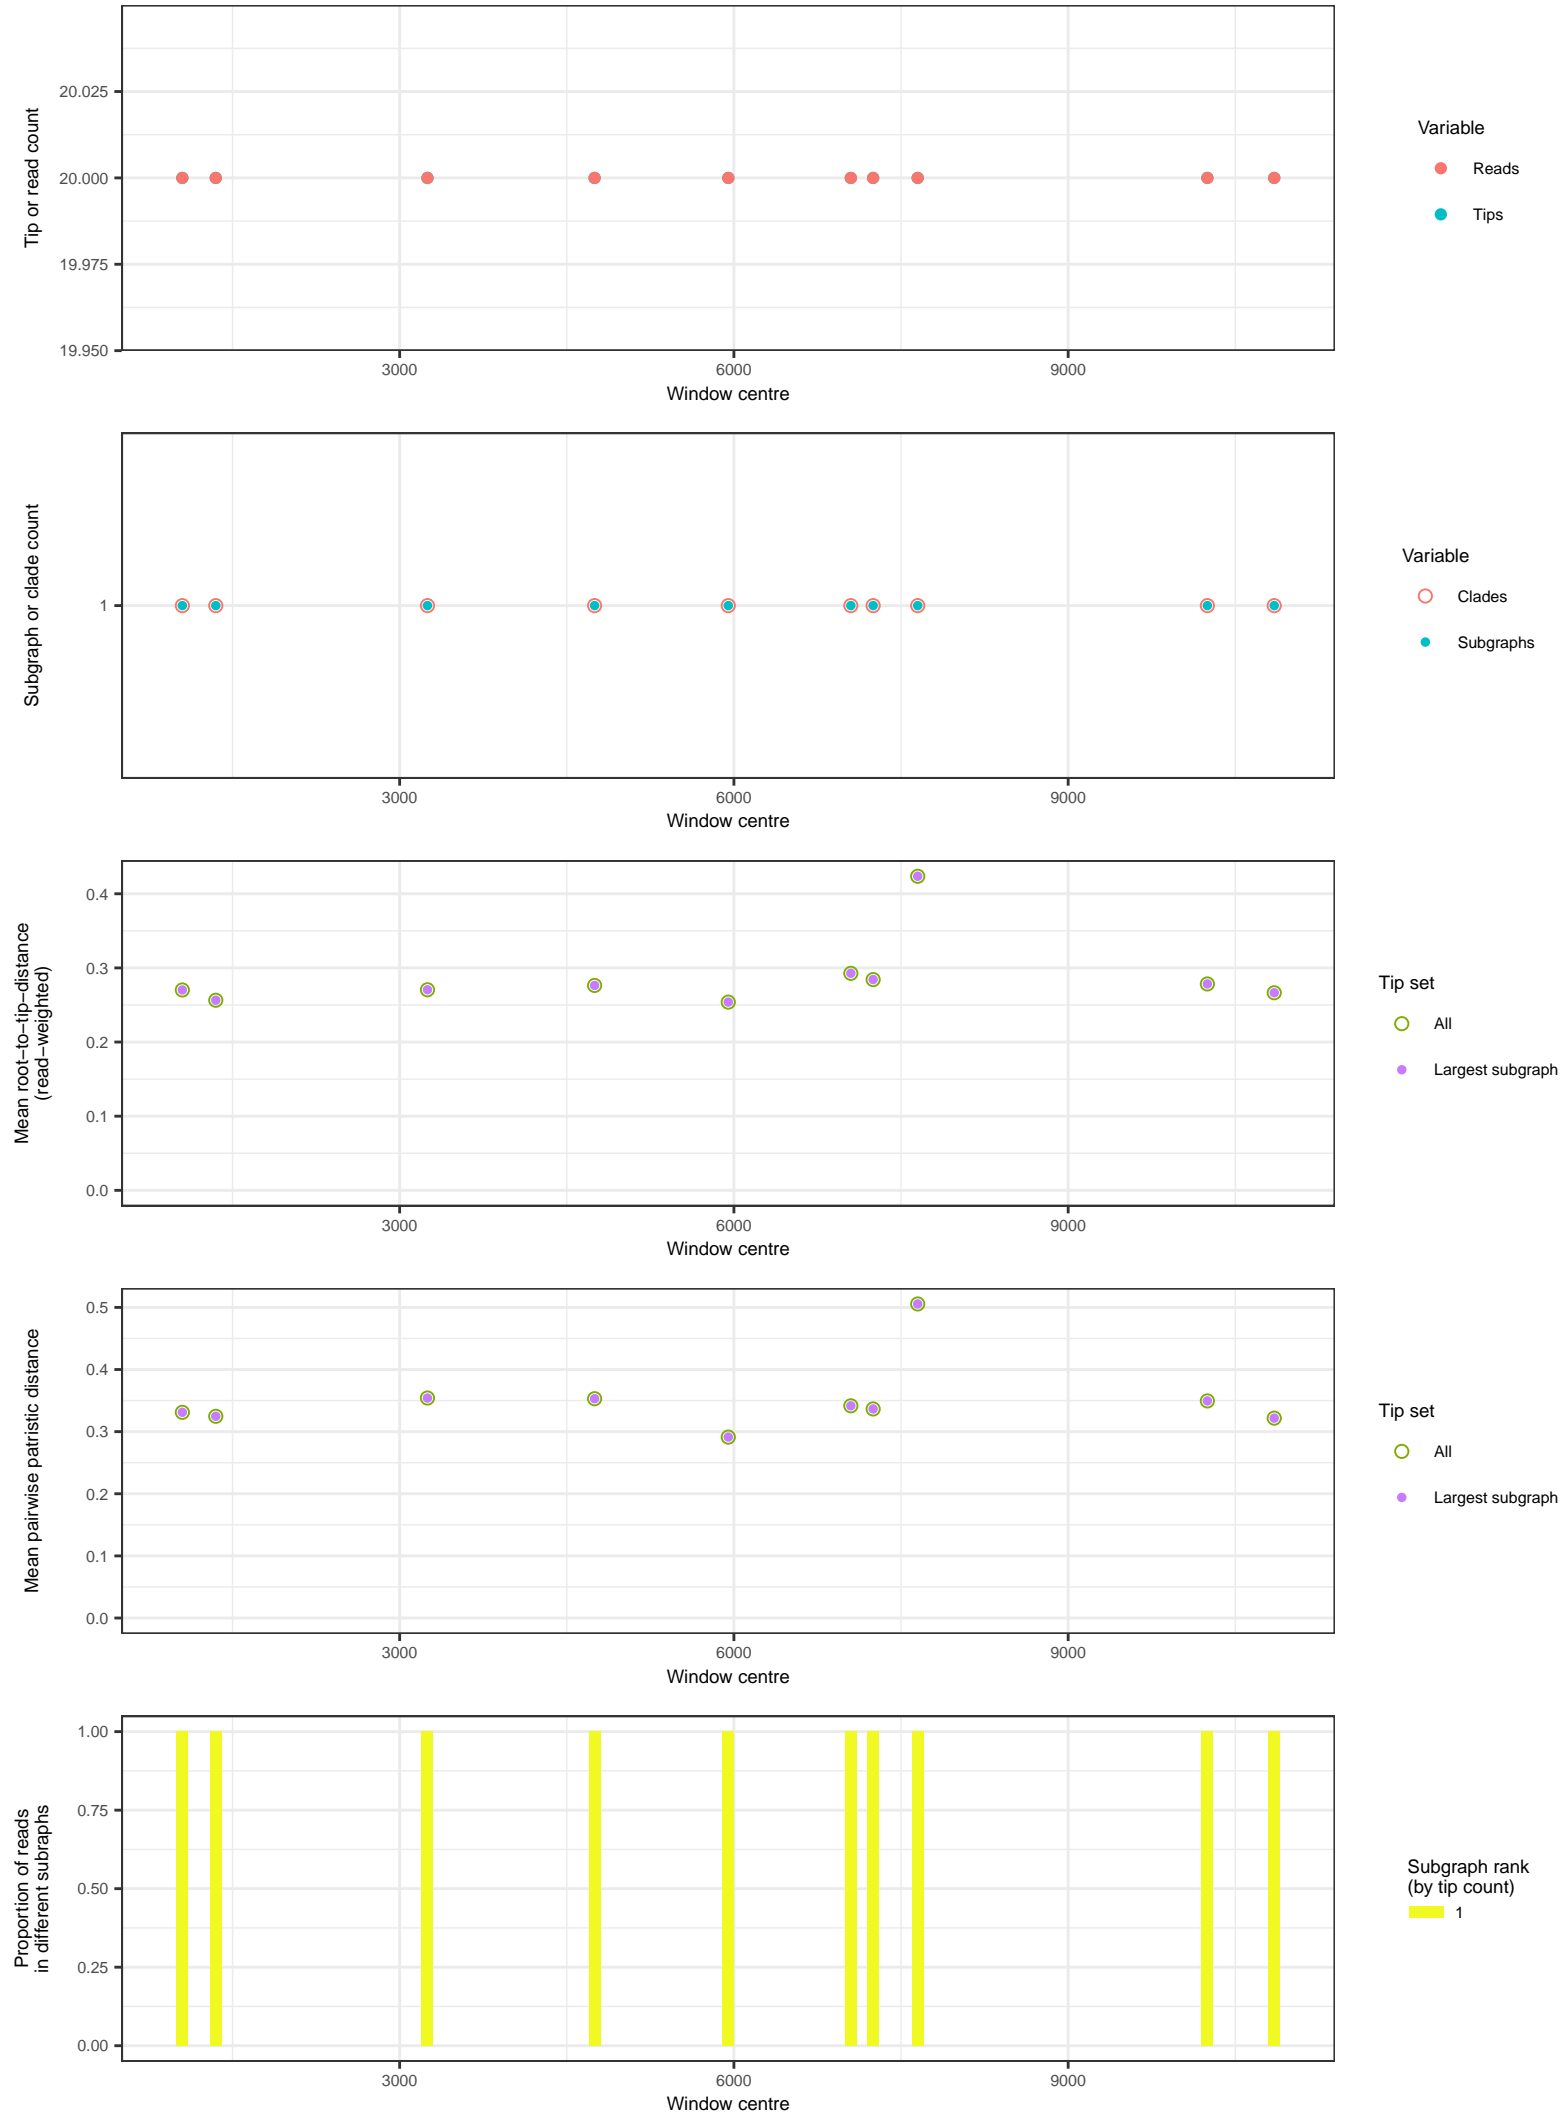 Tip or read count
20.025
20.000
19.975
19.950
3000 6000 9000
Window centre
Variable
Reads
Tips
Subgraph or clade count
1
3000 6000 9000
Window centre
Variable
Clades
Subgraphs
Mean root−to−tip−distance
(read−weighted)
0.4
0.3
0.2
0.1
0.0
3000 6000 9000
Window centre
Tip set
All
Largest subgraph
Mean pairwise patristic distance
0.5
0.4
0.3
0.2
0.1
0.0
3000 6000 9000
Window centre
Tip set
All
Largest subgraph
Proportion of reads
in different subraphs
1.00
0.75
0.50
0.25
0.00
3000 6000 9000
Window centre
Subgraph rank
(by tip count)
1